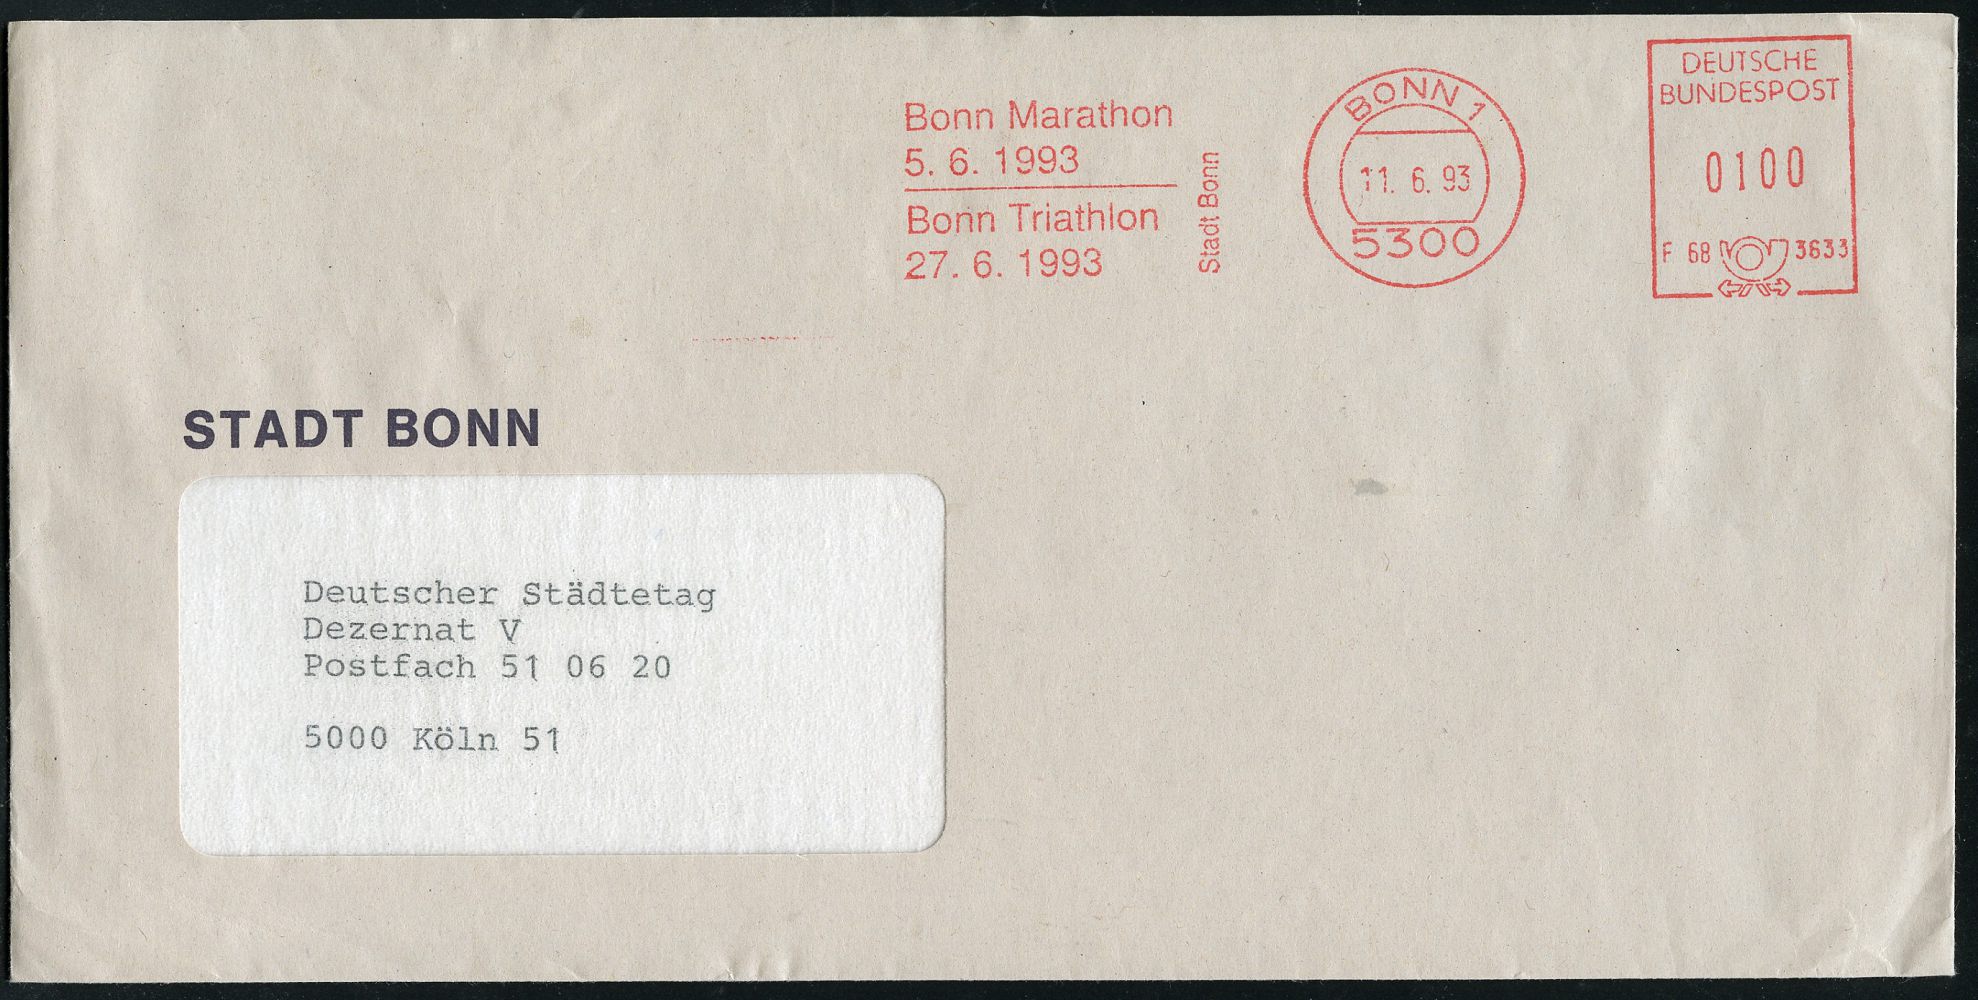 Bonn Marathon
5. 6. 1993
Bonn Triathlon
27. 6. 1993
Stadt Bonn
BONN 1
11. 6. 93
5300
DEUTSCHE
BUNDESPOST
0100
F 68 3633
STADT BONN
Deutscher Städtetag
Dezernat V
Postfach 51 06 20
5000 Köln 51